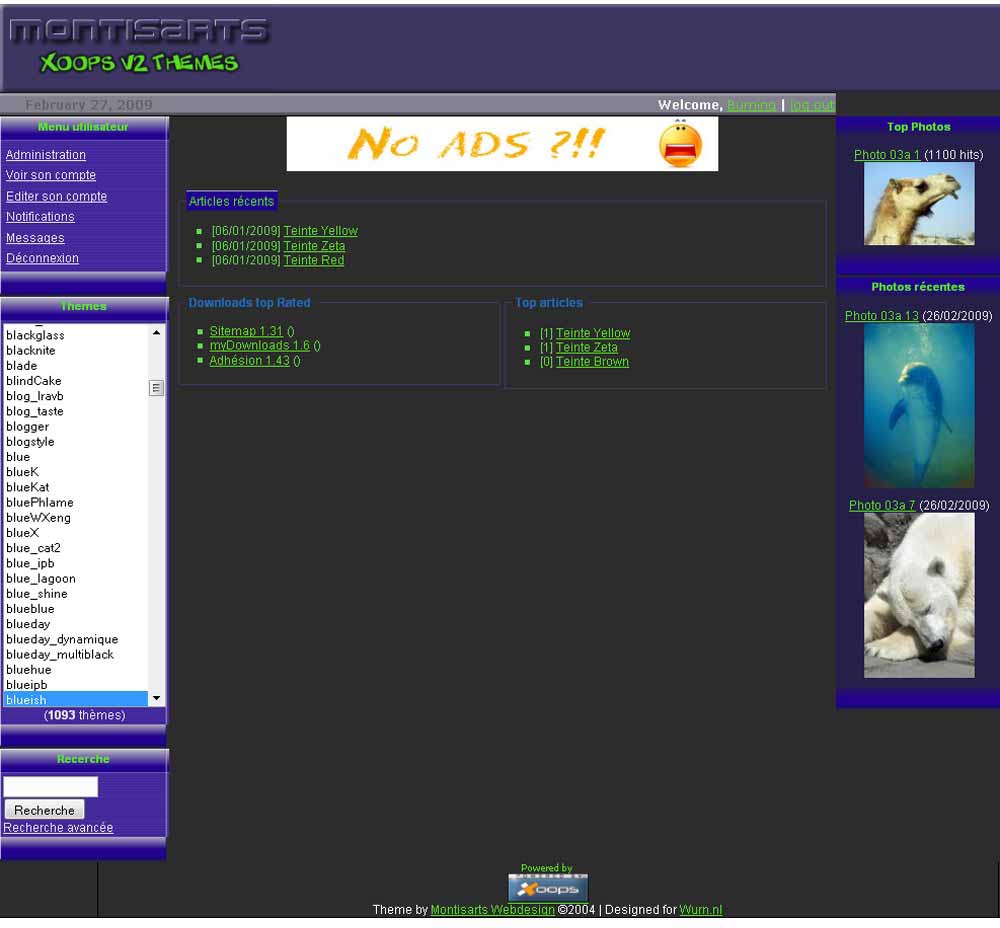 MONTISARTS
XOOPS V2 THEMES
February 27, 2009
Welcome, Burning | log out
Menu utilisateur
Administration
Voir son compte
Editer son compte
Notifications
Messages
Déconnexion
Themes
blackglass
blacknite
blade
blindCake
blog_lravb
blog_taste
blogger
blogstyle
blue
blueK
blueKat
bluePhlame
blueWXeng
blueX
blue_cat2
blue_ipb
blue_lagoon
blue_shine
blueblue
blueday
blueday_dynamique
blueday_multiblack
bluehue
blueipb
blueish
(1093 thèmes)
Recerche
Recherche
Recherche avancée
No ADS ?!!
Articles récents
[06/01/2009] Teinte Yellow
[06/01/2009] Teinte Zeta
[06/01/2009] Teinte Red
Downloads top Rated
Sitemap 1.31 ()
myDownloads 1.6 ()
Adhésion 1.43 ()
Top articles
[1] Teinte Yellow
[1] Teinte Zeta
[0] Teinte Brown
Top Photos
Photo 03a 1 (1100 hits)
Photos récentes
Photo 03a 13 (26/02/2009)
Photo 03a 7 (26/02/2009)
Powered by
Xoops
Theme by Montisarts Webdesign ©2004 | Designed for Wurn.nl